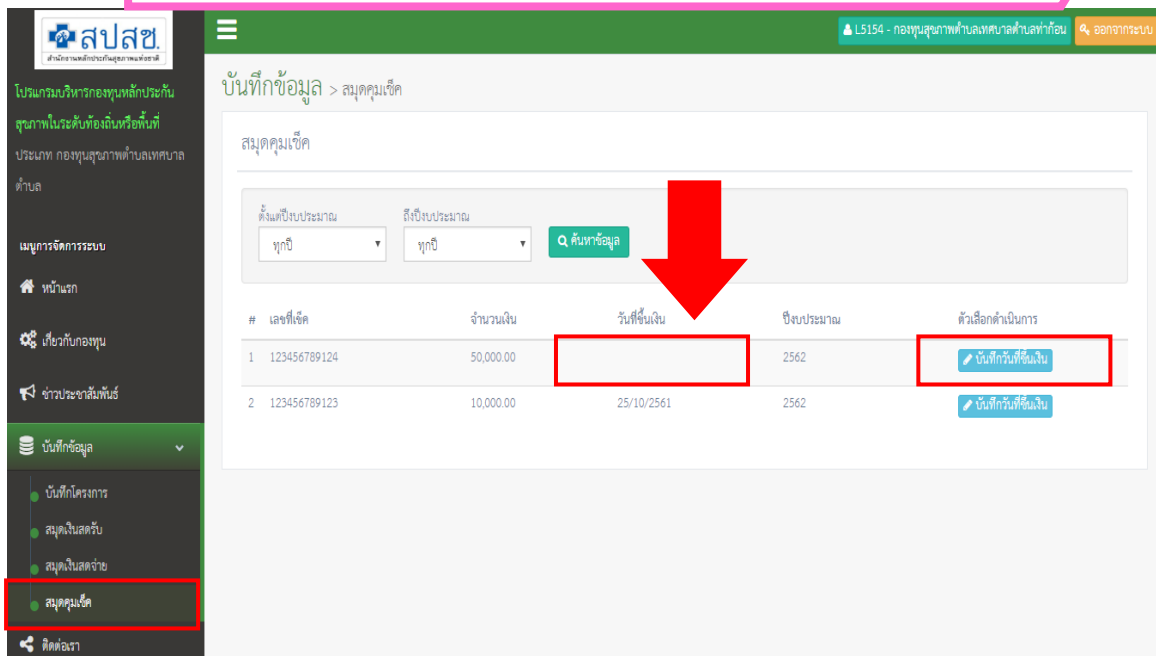 สปสช.
สำนักงานหลักประกันสุขภาพแห่งชาติ
L5154 - กองทุนสุขภาพตำบลเทศบาลตำบลท่าก้อน
ออกจากระบบ
โปรแกรมบริหารกองทุนหลักประกัน
สุขภาพในระดับท้องถิ่นหรือพื้นที่
ประเภท กองทุนสุขภาพตำบลเทศบาล
ตำบล
เมนูการจัดการระบบ
หน้าแรก
เกี่ยวกับกองทุน
ข่าวประชาสัมพันธ์
บันทึกข้อมูล
บันทึกโครงการ
สมุดเงินสดรับ
สมุดเงินสดจ่าย
สมุดคุมเช็ค
ติดต่อเรา
บันทึกข้อมูล > สมุดคุมเช็ค
สมุดคุมเช็ค
ตั้งแต่ปีงบประมาณ ถึงปีงบประมาณ
ทุกปี ทุกปี ค้นหาข้อมูล
# เลขที่เช็ค จำนวนเงิน วันที่ขึ้นเงิน ปีงบประมาณ ตัวเลือกดำเนินการ
1 123456789124 50,000.00 2562 บันทึกวันที่ขึ้นเงิน
2 123456789123 10,000.00 25/10/2561 2562 บันทึกวันที่ขึ้นเงิน